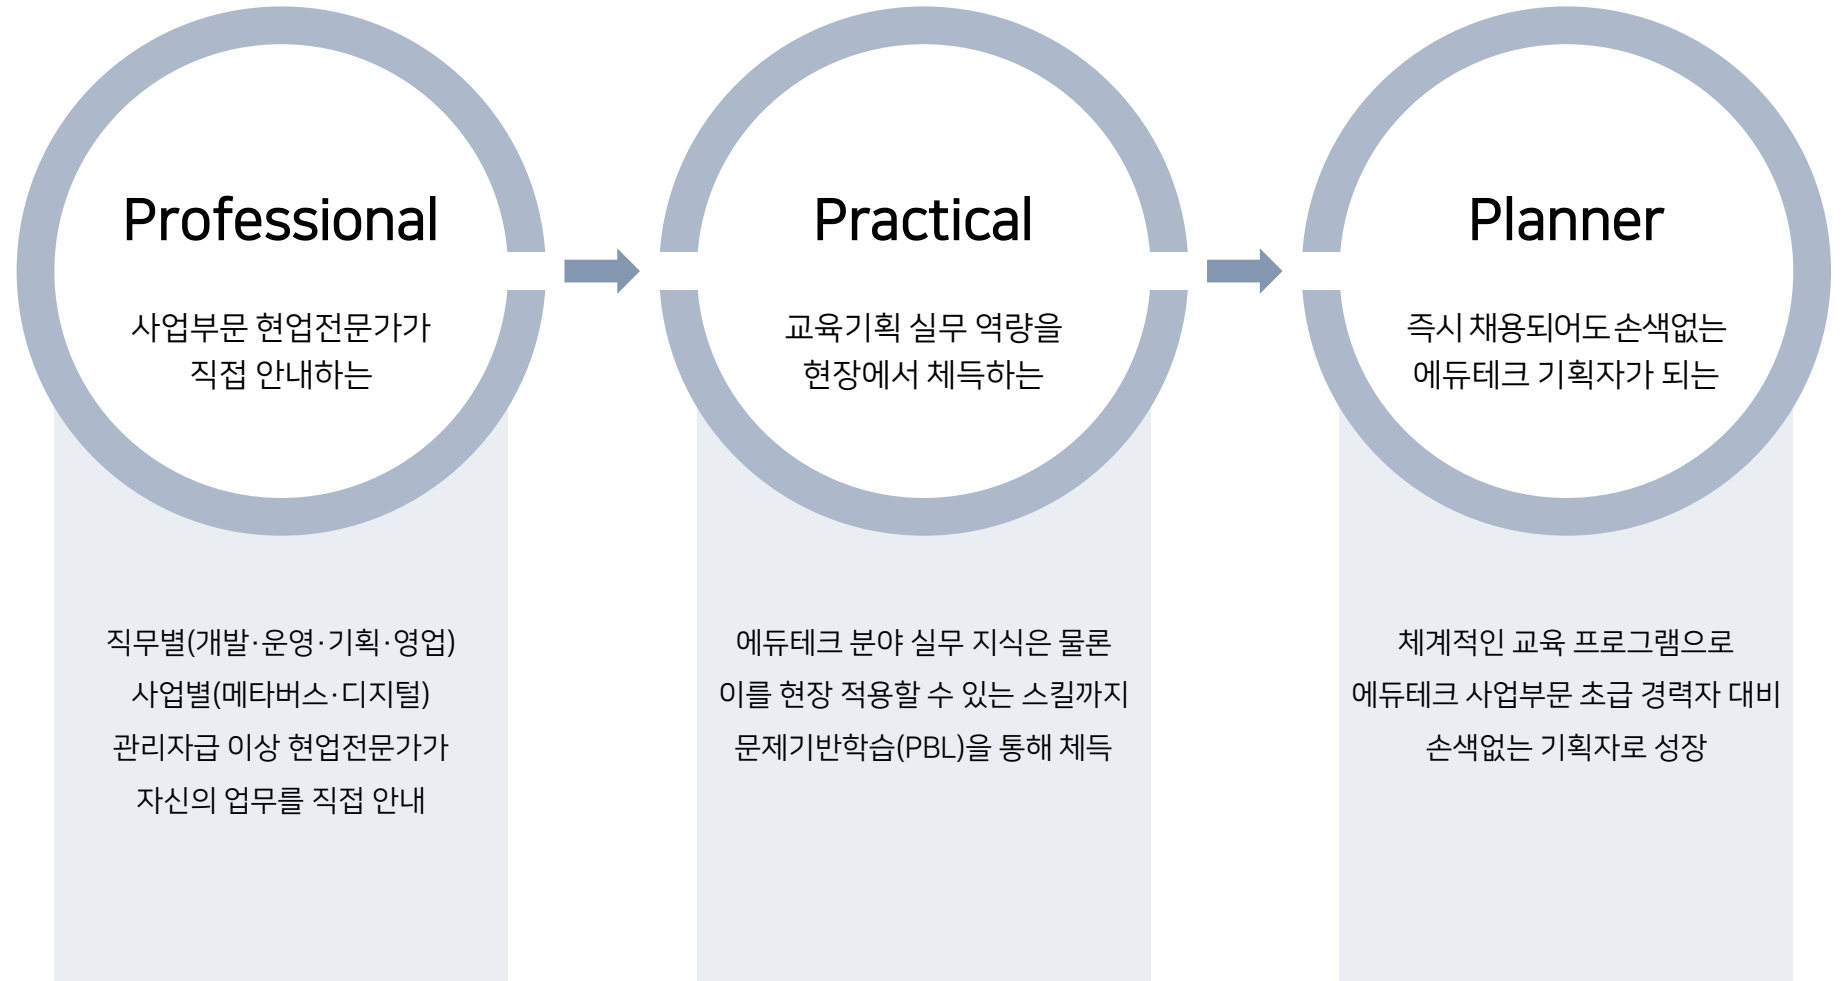 Professional
사업부문 현업전문가가
직접 안내하는
직무별(개발·운영·기획·영업)
사업별(메타버스·디지털)
관리자급 이상 현업전문가가
자신의 업무를 직접 안내
Practical
교육기획 실무 역량을
현장에서 체득하는
에듀테크 분야 실무 지식은 물론
이를 현장 적용할 수 있는 스킬까지
문제기반학습(PBL)을 통해 체득
Planner
즉시 채용되어도 손색없는
에듀테크 기획자가 되는
체계적인 교육 프로그램으로
에듀테크 사업부문 초급 경력자 대비
손색없는 기획자로 성장